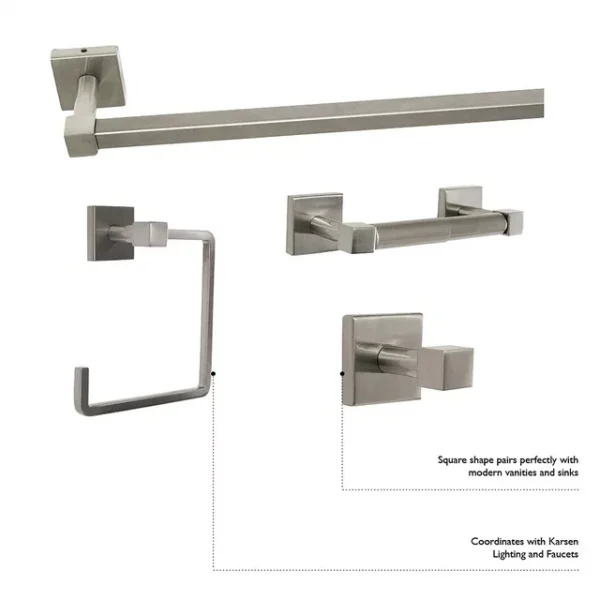 Square shape pairs perfectly with
modern vanities and sinks
Coordinates with Karsen
Lighting and Faucets